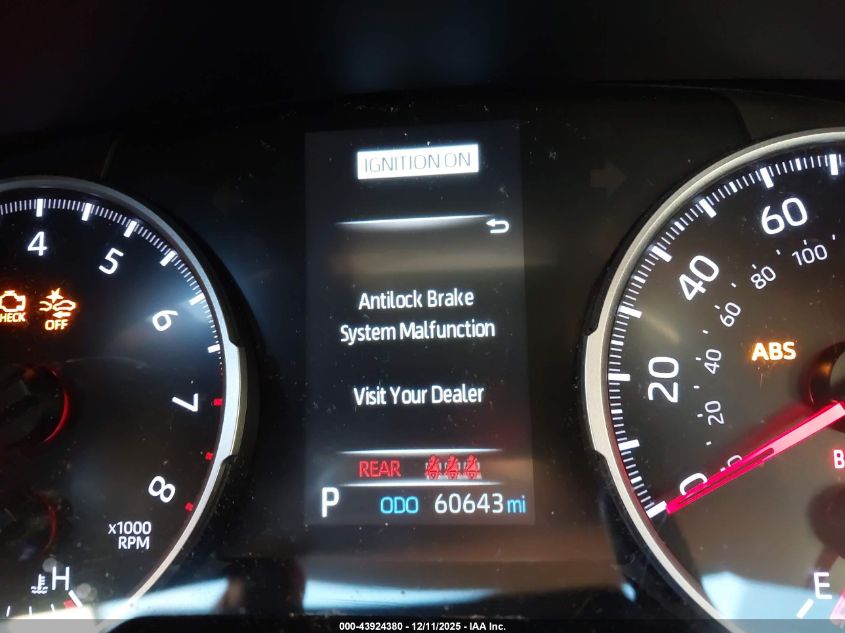 IGNITION ON
4
5
6
7
8
x1000
RPM
H
CHECK
OFF
Antilock Brake
System Malfunction
Visit Your Dealer
REAR
P ODO 60643 mi
60
40
20
0
100
80
60
40
20
ABS
E
000-43924380 - 12/11/2025 - IAA Inc.